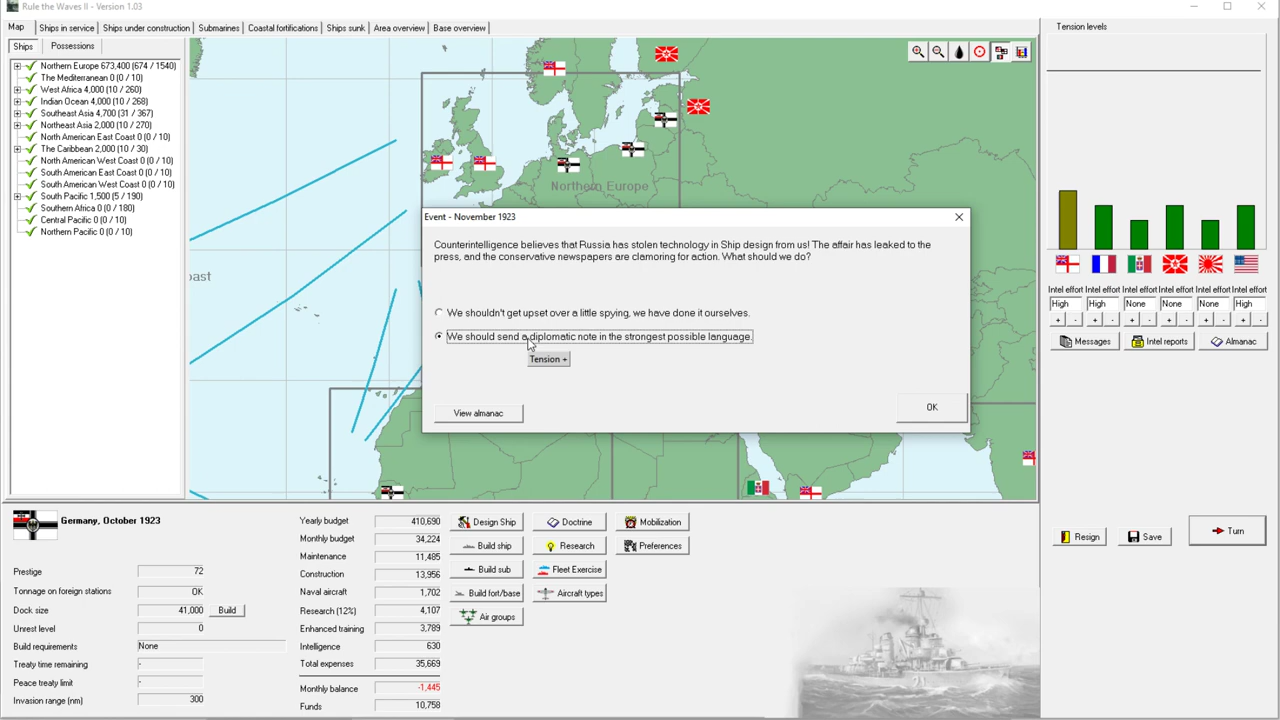 Rule the Waves II - Version 1.03
Map
Ships in service
Ships under construction
Submarines
Coastal fortifications
Ships sunk
Area overview
Base overview
Ships
Possessions
Northern Europe 673,400 (674 / 1540)
The Mediterranean 0 (0 / 10)
West Africa 4,000 (10 / 260)
Indian Ocean 4,000 (10 / 268)
Southeast Asia 4,700 (31 / 367)
Northeast Asia 2,000 (10 / 270)
North American East Coast 0 (0 / 10)
The Caribbean 2,000 (10 / 30)
North American West Coast 0 (0 / 10)
South American East Coast 0 (0 / 10)
South American West Coast 0 (0 / 10)
South Pacific 1,500 (5 / 190)
Southern Africa 0 (0 / 180)
Central Pacific 0 (0 / 10)
Northern Pacific 0 (0 / 10)
Northern Europe
ast
Event - November 1923
Counterintelligence believes that Russia has stolen technology in Ship design from us! The affair has leaked to the
press, and the conservative newspapers are clamoring for action. What should we do?
We shouldn't get upset over a little spying, we have done it ourselves.
We should send a diplomatic note in the strongest possible language.
Tension +
View almanac
OK
Tension levels
Intel effort Intel effort Intel effort Intel effort Intel effort Intel effort
High High None None None High
+ - + - + - + - + - + -
Messages
Intel reports
Almanac
Resign
Save
Turn
Germany, October 1923
Prestige 72
Tonnage on foreign stations OK
Dock size 41,000 Build
Unrest level 0
Build requirements None
Treaty time remaining -
Peace treaty limit -
Invasion range (nm) 300
Yearly budget 410,690
Monthly budget 34,224
Maintenance 11,485
Construction 13,956
Naval aircraft 1,702
Research (12%) 4,107
Enhanced training 3,789
Intelligence 630
Total expenses 35,669
Monthly balance -1,445
Funds 10,758
Design Ship
Doctrine
Mobilization
Build ship
Research
Preferences
Build sub
Fleet Exercise
Build fort/base
Aircraft types
Air groups